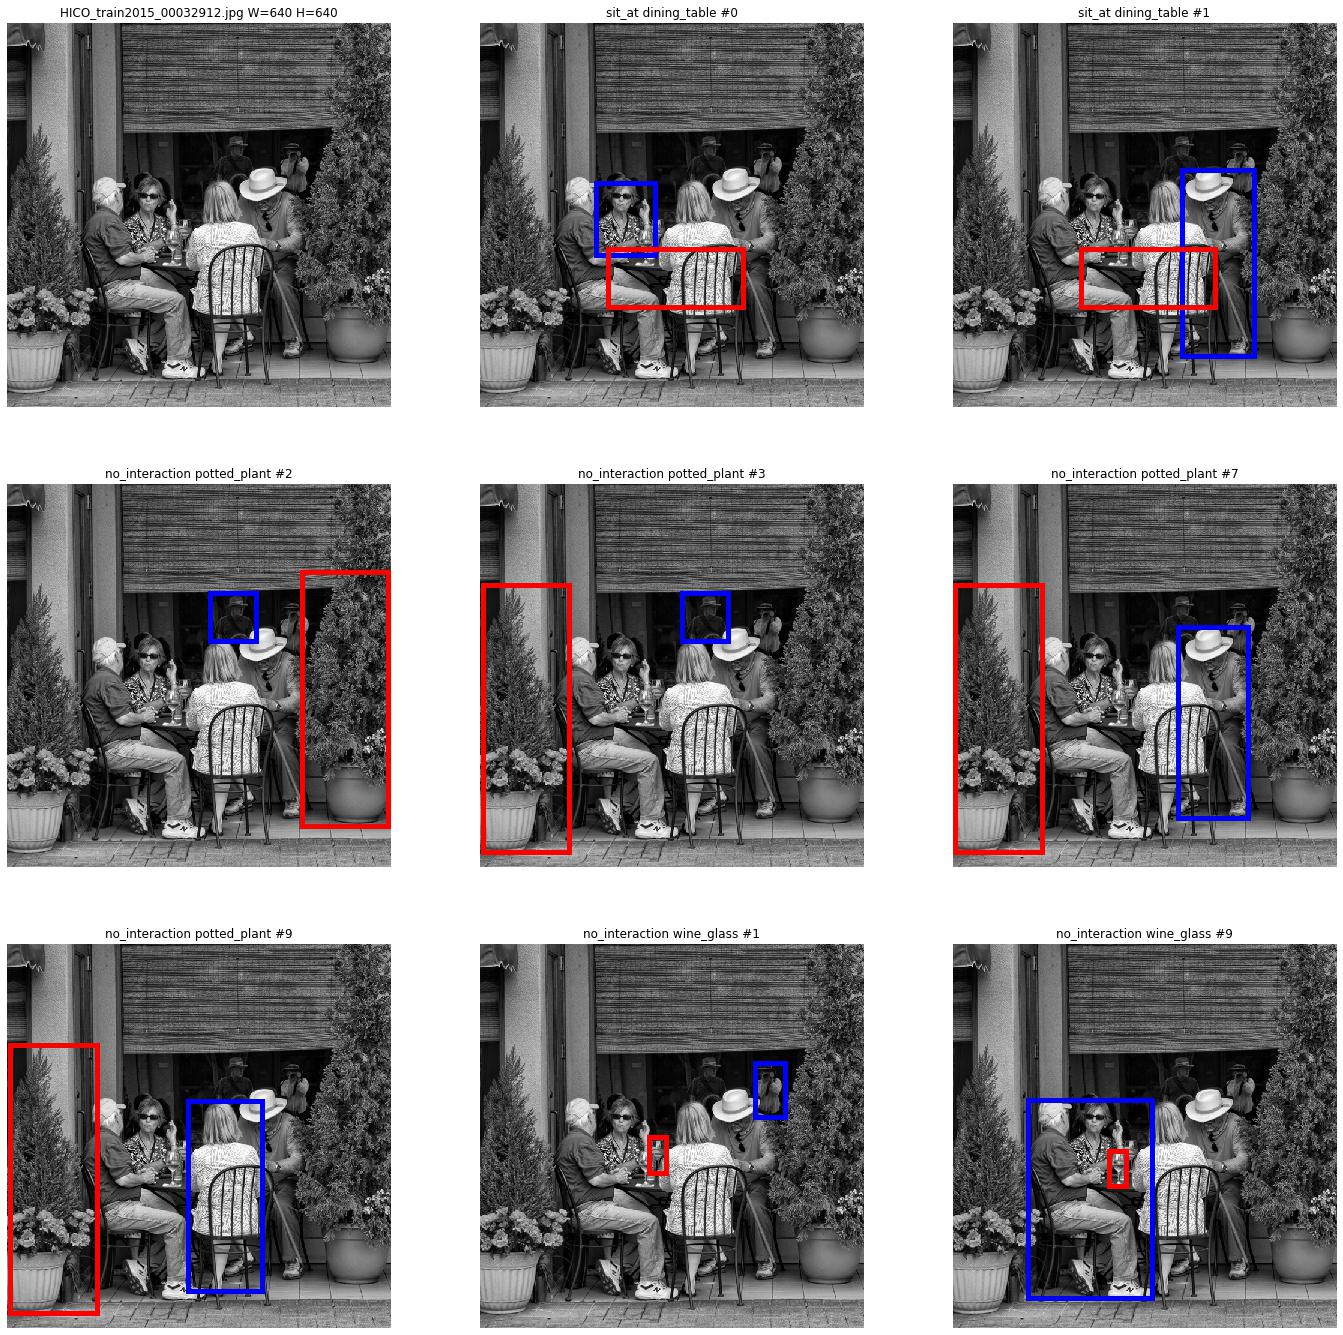 HICO_train2015_00032912.jpg W=640 H=640
sit_at dining_table #0
sit_at dining_table #1
no_interaction potted_plant #2
no_interaction potted_plant #3
no_interaction potted_plant #7
no_interaction potted_plant #9
no_interaction wine_glass #1
no_interaction wine_glass #9